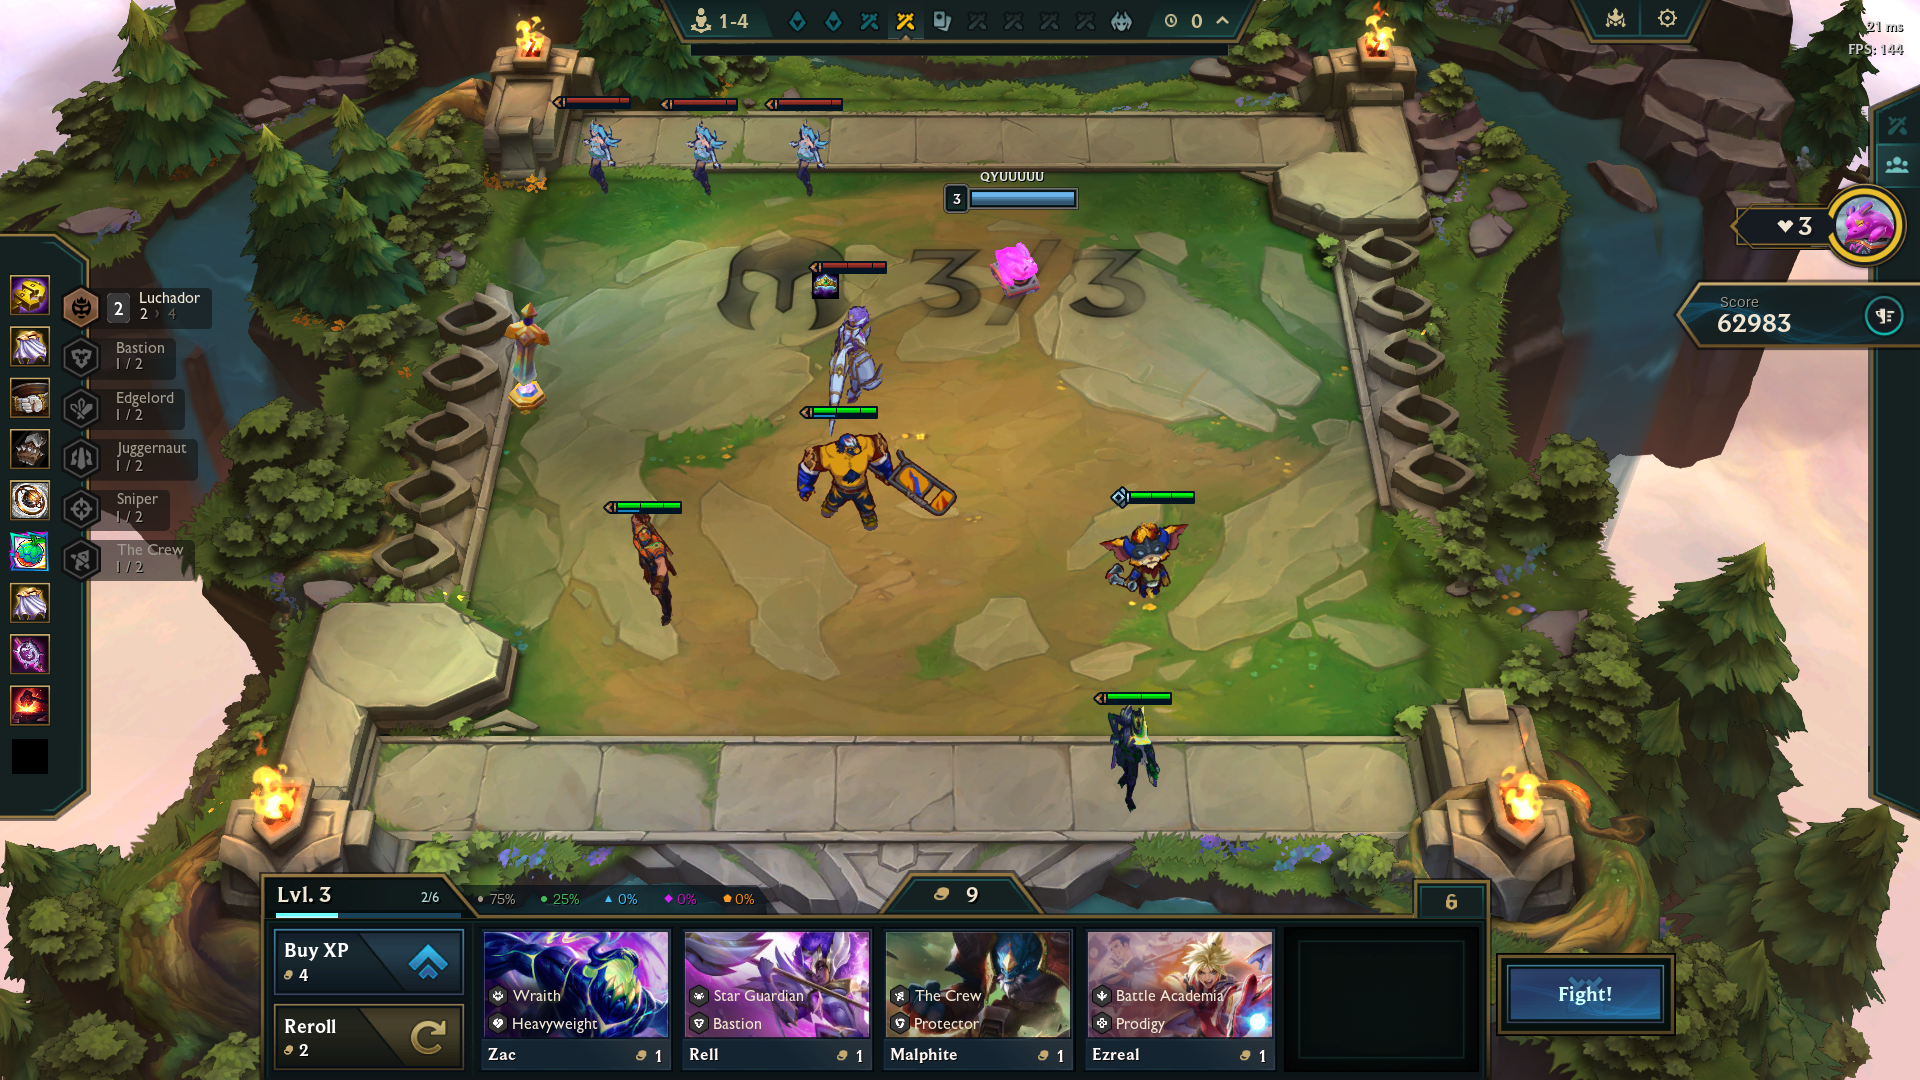 1-4
0
21 ms
FPS: 144
QYUUUUU
3
3/3
3
Score
62983
2
Luchador
2 › 4
Bastion
1 / 2
Edgelord
1 / 2
Juggernaut
1 / 2
Sniper
1 / 2
The Crew
1 / 2
Lvl. 3
2/6
75%
25%
0%
0%
0%
9
6
Buy XP
4
Reroll
2
Wraith
Heavyweight
Zac
1
Star Guardian
Bastion
Rell
1
The Crew
Protector
Malphite
1
Battle Academia
Prodigy
Ezreal
1
Fight!